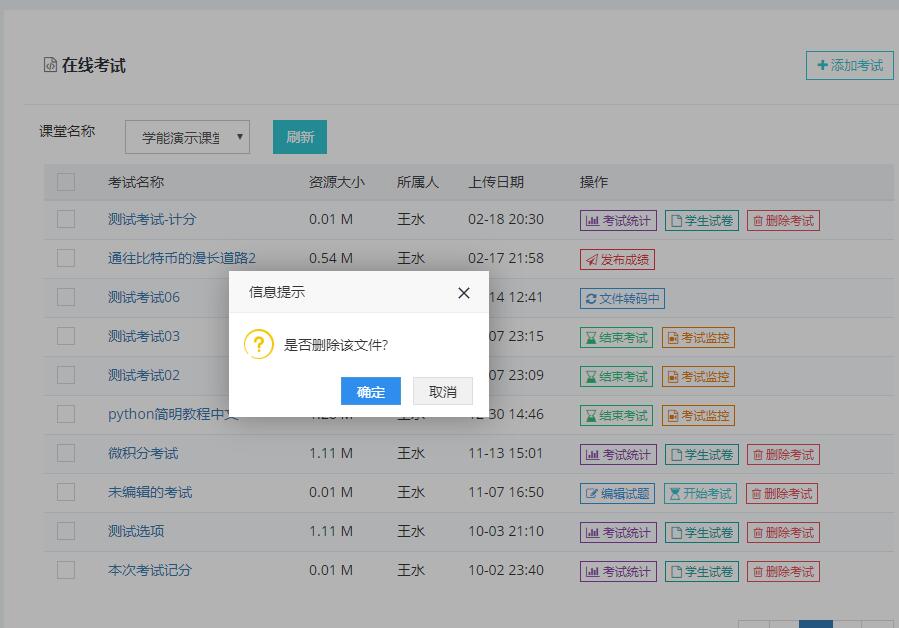 在线考试
添加考试
课堂名称 学能演示课堂 刷新
考试名称 资源大小 所属人 上传日期 操作
测试考试-计分 0.01 M 王水 02-18 20:30 考试统计 学生试卷 删除考试
通往比特币的漫长道路2 0.54 M 王水 02-17 21:58 发布成绩
测试考试06 14 12:41 文件转码中
测试考试03 07 23:15 结束考试 考试监控
测试考试02 07 23:09 结束考试 考试监控
python简明教程中文 30 14:46 结束考试 考试监控
信息提示
是否删除该文件?
确定 取消
微积分考试 1.11 M 王水 11-13 15:01 考试统计 学生试卷 删除考试
未编辑的考试 0.01 M 王水 11-07 16:50 编辑试题 开始考试 删除考试
测试选项 1.11 M 王水 10-03 21:10 考试统计 学生试卷 删除考试
本次考试记分 0.01 M 王水 10-02 23:40 考试统计 学生试卷 删除考试